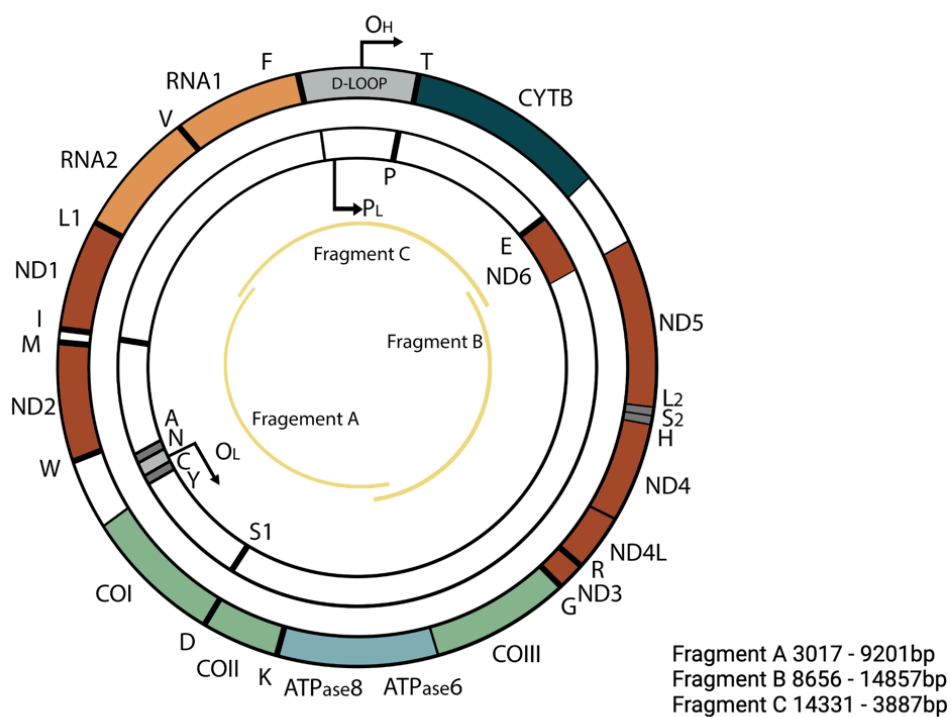 OH
F
D-LOOP
T
RNA1
CYTB
V
RNA2
P
PL
L1
E
ND6
Fragment C
ND1
I
M
ND5
Fragment B
ND2
L2
S2
H
A
N
C
Y
OL
Fragement A
W
ND4
S1
ND4L
R
ND3
G
COI
D
COII
K
ATPase8
ATPase6
COIII
Fragment A 3017 - 9201bp
Fragment B 8656 - 14857bp
Fragment C 14331 - 3887bp